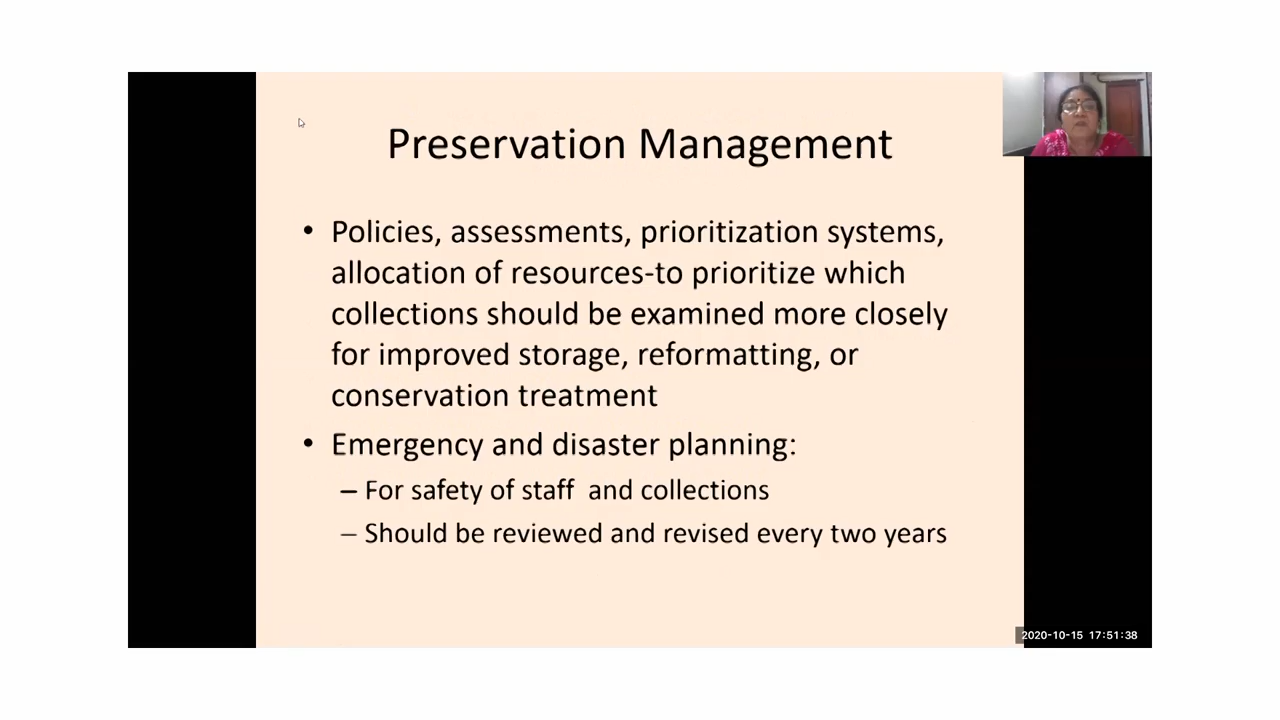 Preservation Management
• Policies, assessments, prioritization systems,
allocation of resources-to prioritize which
collections should be examined more closely
for improved storage, reformatting, or
conservation treatment
• Emergency and disaster planning:
– For safety of staff  and collections
– Should be reviewed and revised every two years
2020-10-15 17:51:38